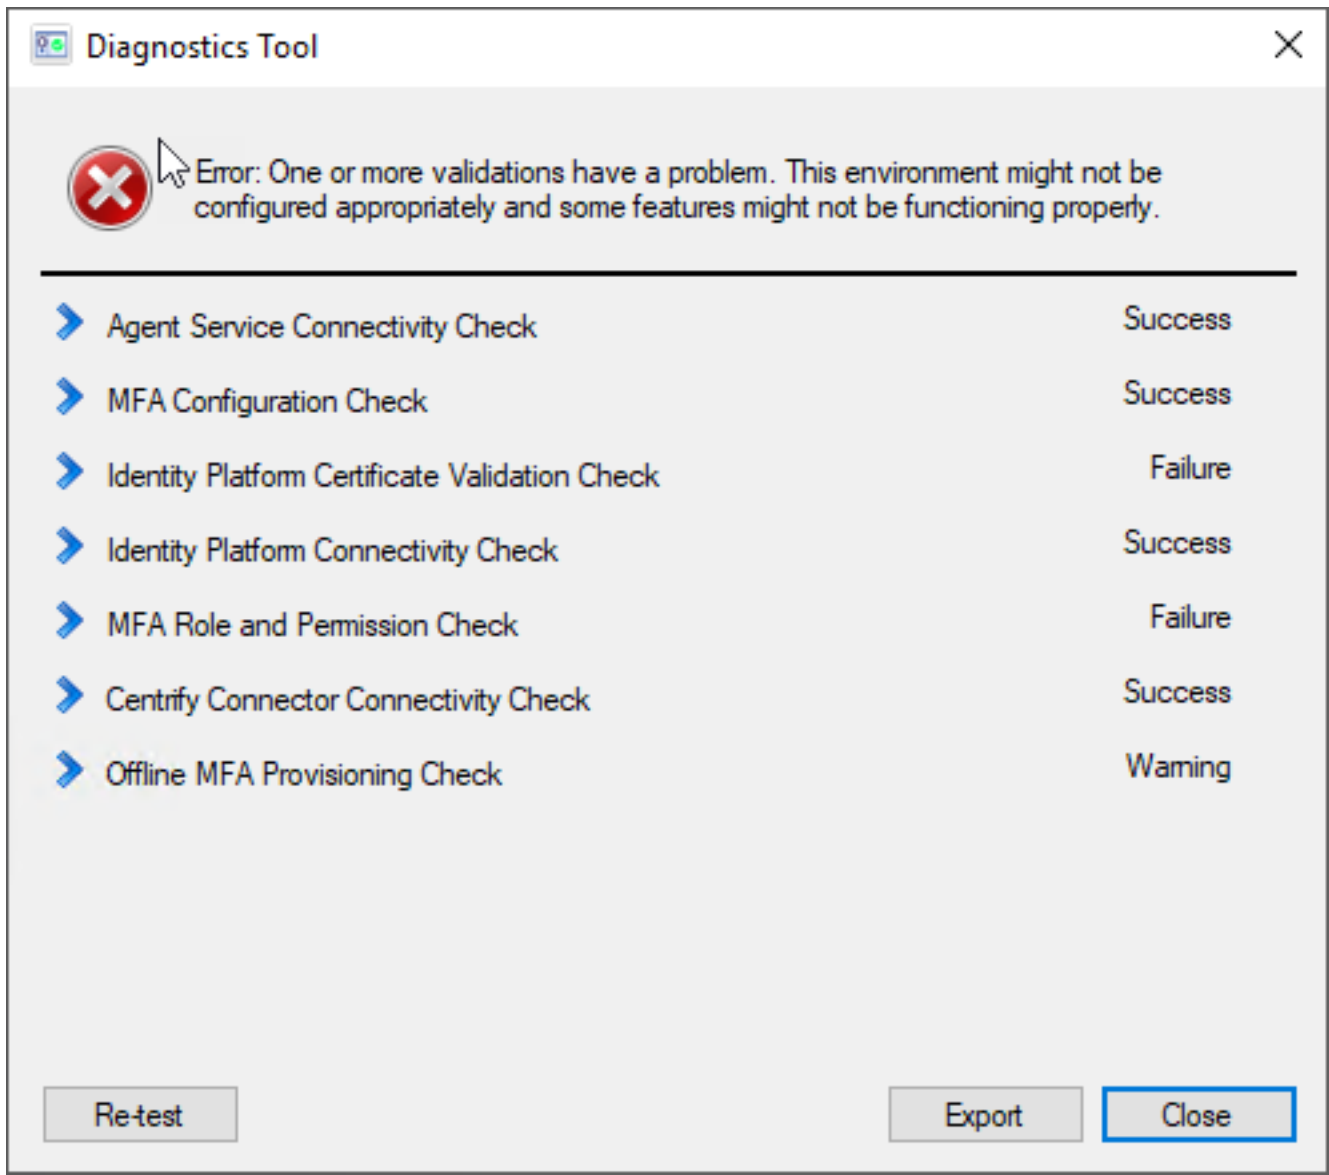 Diagnostics Tool
Error: One or more validations have a problem. This environment might not be
configured appropriately and some features might not be functioning properly.
Agent Service Connectivity Check Success
MFA Configuration Check Success
Identity Platform Certificate Validation Check Failure
Identity Platform Connectivity Check Success
MFA Role and Permission Check Failure
Centrify Connector Connectivity Check Success
Offline MFA Provisioning Check Warning
Re-test Export Close